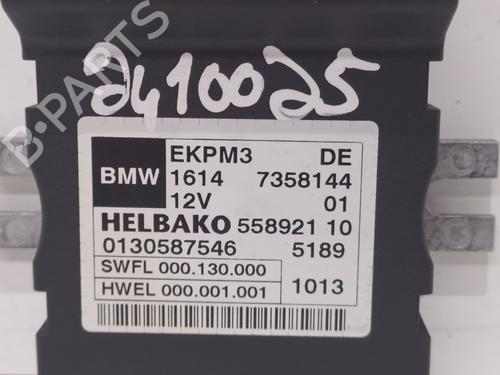 2410025
BMW EKPM3 DE
1614 7358144
12V 01
HELBAKO 558921 10
0130587546 5189
SWFL 000.130.000
HWEL 000.001.001 1013
B-PARTS